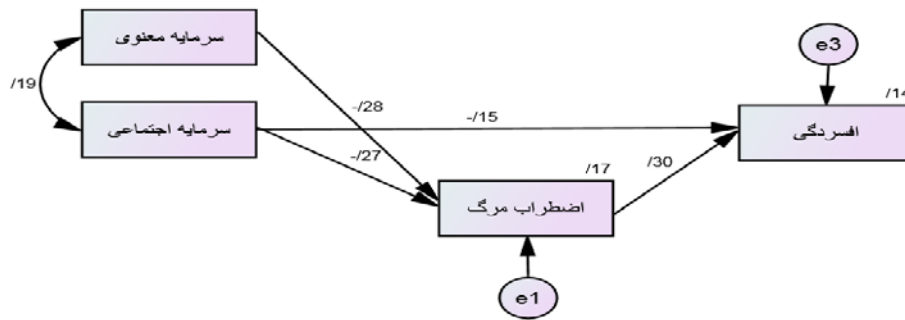 سرمایه معنوی
e3
/19
/14
-/28
سرمایه اجتماعی
-/15
افسردگی
-/27
/30
/17
اضطراب مرگ
e1